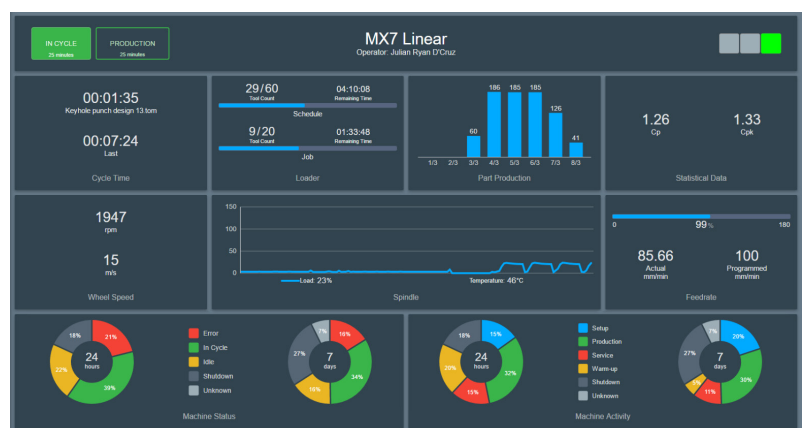 IN CYCLE
25 minutes
PRODUCTION
25 minutes
MX7 Linear
Operator: Julian Ryan D'Cruz
00:01:35
Keyhole punch design 13.tom
00:07:24
Last
Cycle Time
29/60
Tool Count
04:10:08
Remaining Time
Schedule
9/20
Tool Count
01:33:48
Remaining Time
Job
Loader
60
186
185
185
126
41
1/3 2/3 3/3 4/3 5/3 6/3 7/3 8/3
Part Production
1.26
Cp
1.33
Cpk
Statistical Data
1947
rpm
15
m/s
Wheel Speed
150
100
50
0
Load: 23%
Temperature: 46°C
Spindle
0
99%
180
85.66
Actual
mm/min
100
Programmed
mm/min
Feedrate
18%
21%
22%
39%
24
hours
Error
In Cycle
Idle
Shutdown
Unknown
7%
16%
27%
34%
16%
7
days
Machine Status
18%
15%
20%
32%
15%
24
hours
Setup
Production
Service
Warm-up
Shutdown
Unknown
7%
20%
27%
30%
5%
11%
7
days
Machine Activity